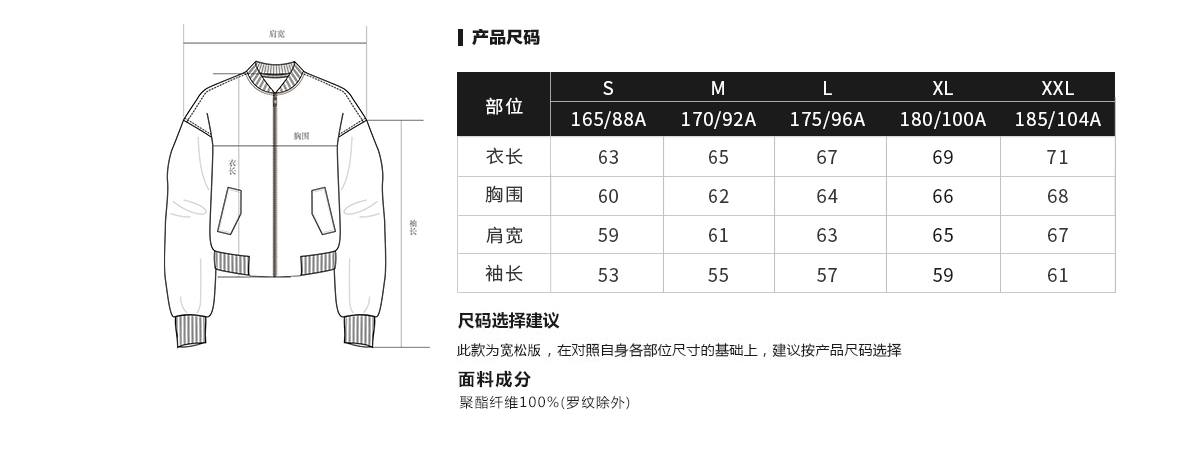 肩宽
胸围
衣长
袖长
产品尺码
部位 S M L XL XXL
165/88A 170/92A 175/96A 180/100A 185/104A
衣长 63 65 67 69 71
胸围 60 62 64 66 68
肩宽 59 61 63 65 67
袖长 53 55 57 59 61
尺码选择建议
此款为宽松版，在对照自身各部位尺寸的基础上，建议按产品尺码选择
面料成分
聚酯纤维100%(罗纹除外)